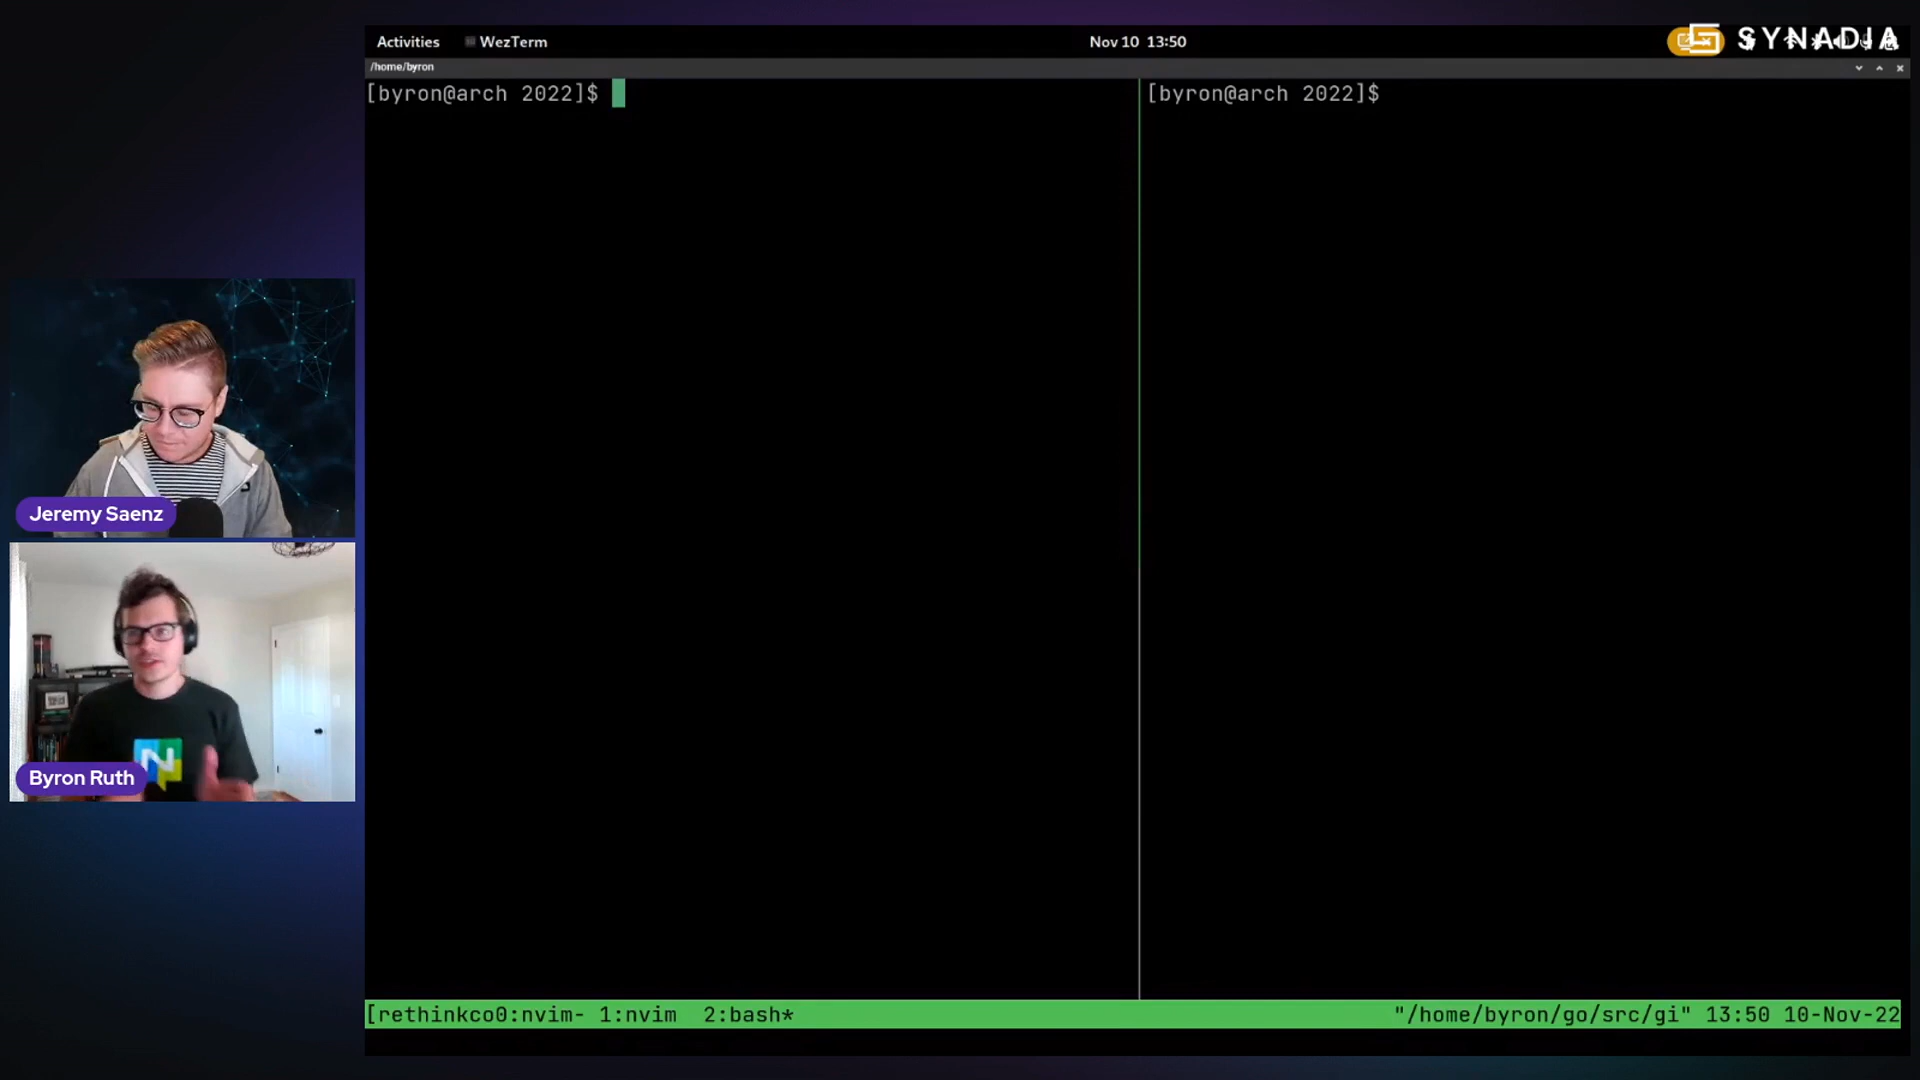 Activities WezTerm Nov 10 13:50
SYNADIA
/home/byron
[byron@arch 2022]$
[byron@arch 2022]$
Jeremy Saenz
N
Byron Ruth
[rethinkco0:nvim- 1:nvim 2:bash* "/home/byron/go/src/gi" 13:50 10-Nov-22